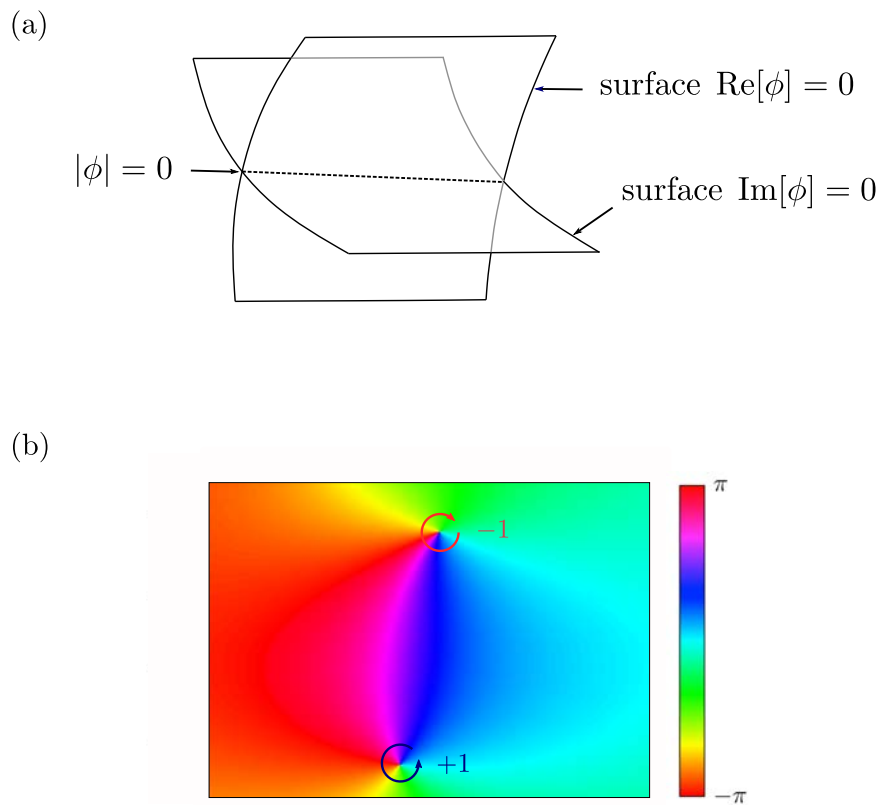 (a)
surface Re[ϕ] = 0
|ϕ| = 0
surface Im[ϕ] = 0
(b)
π
−1
+1
−π